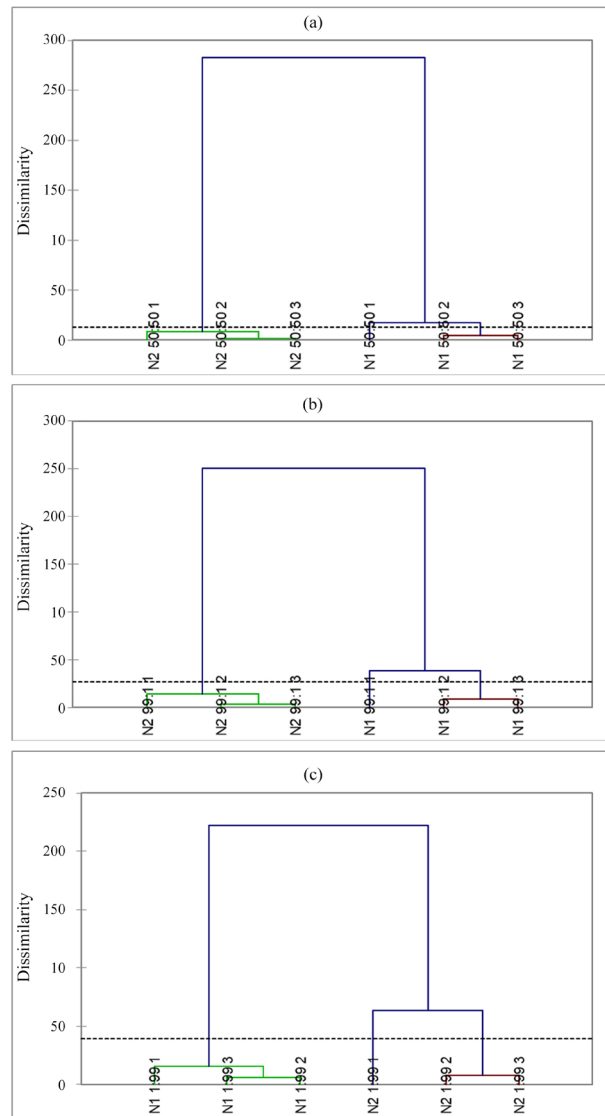 (a)
300
250
200
150
100
50
0
Dissimilarity
N2 50:50 1
N2 50:50 2
N2 50:50 3
N1 50:50 1
N1 50:50 2
N1 50:50 3
(b)
300
250
200
150
10
50
0
Dissimilarity
N2 99:1 1
N2 99:1 2
N2 99:1 3
N1 99:1 1
N1 99:1 2
N1 99:1 3
(c)
250
200
150
10
50
0
Dissimilarity
N1 1:99 1
N1 1:99 3
N1 1:99 2
N2 1:99 1
N2 1:99 2
N2 1:99 3